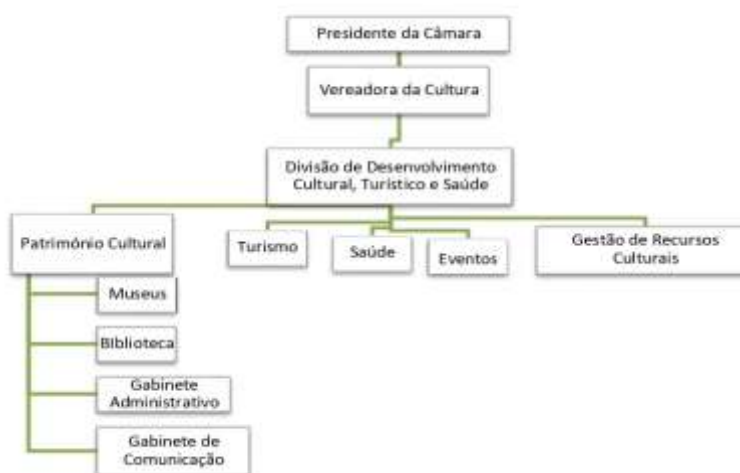 Presidente da Câmara
Vereadora da Cultura
Divisão de Desenvolvimento
Cultural, Turístico e Saúde
Património Cultural
Turismo
Saúde
Eventos
Gestão de Recursos
Culturais
Museus
BIblioteca
Gabinete
Administrativo
Gabinete de
Comunicação